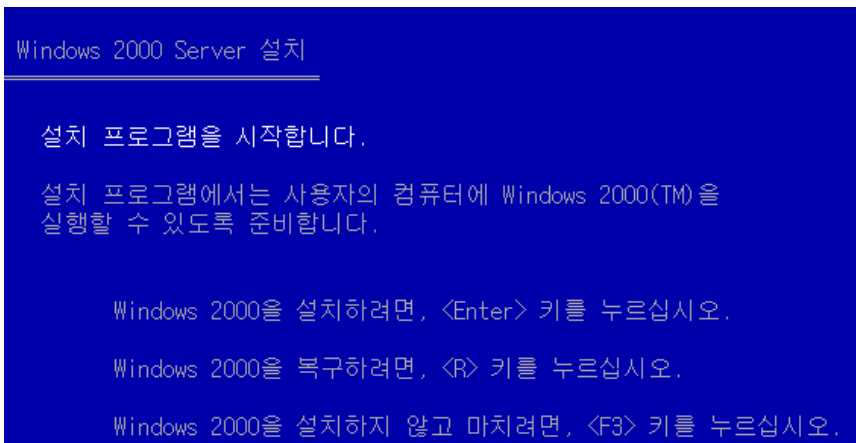 Windows 2000 Server 설치
설치 프로그램을 시작합니다.
설치 프로그램에서는 사용자의 컴퓨터에 Windows 2000(TM)을
실행할 수 있도록 준비합니다.
Windows 2000을 설치하려면, <Enter> 키를 누르십시오.
Windows 2000을 복구하려면, <R> 키를 누르십시오.
Windows 2000을 설치하지 않고 마치려면, <F3> 키를 누르십시오.